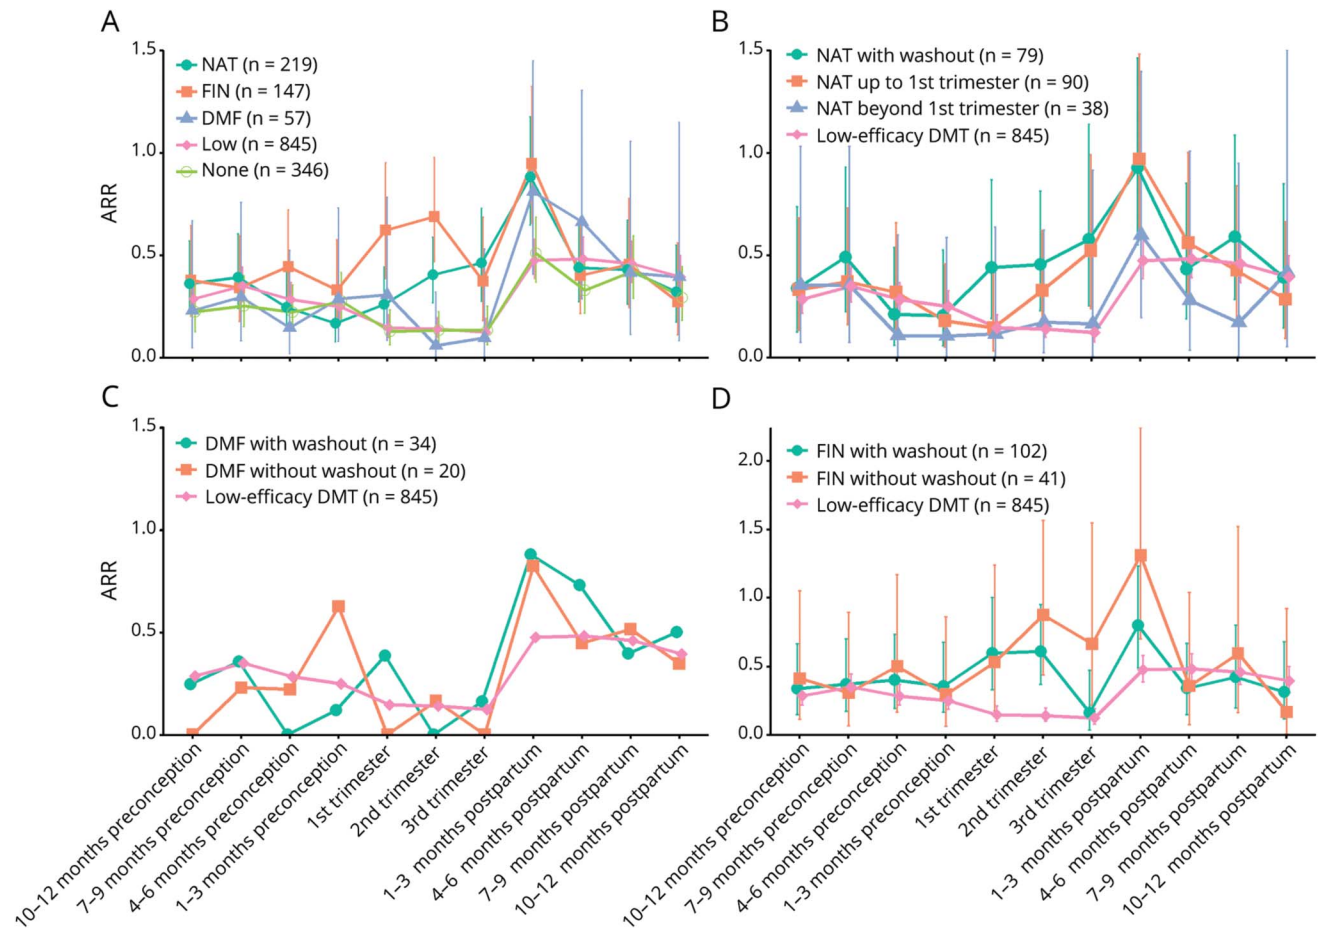 A
ARR
1.5
1.0
0.5
0.0
NAT (n = 219)
FIN (n = 147)
DMF (n = 57)
Low (n = 845)
None (n = 346)
B
1.5
1.0
0.5
0.0
NAT with washout (n = 79)
NAT up to 1st trimester (n = 90)
NAT beyond 1st trimester (n = 38)
Low-efficacy DMT (n = 845)
C
ARR
1.5
1.0
0.5
0.0
DMF with washout (n = 34)
DMF without washout (n = 20)
Low-efficacy DMT (n = 845)
10–12 months preconception
7–9 months preconception
4–6 months preconception
1–3 months preconception
1st trimester
2nd trimester
3rd trimester
1–3 months postpartum
4–6 months postpartum
7–9 months postpartum
10–12 months postpartum
D
2.0
1.5
1.0
0.5
0.0
FIN with washout (n = 102)
FIN without washout (n = 41)
Low-efficacy DMT (n = 845)
10–12 months preconception
7–9 months preconception
4–6 months preconception
1–3 months preconception
1st trimester
2nd trimester
3rd trimester
1–3 months postpartum
4–6 months postpartum
7–9 months postpartum
10–12 months postpartum